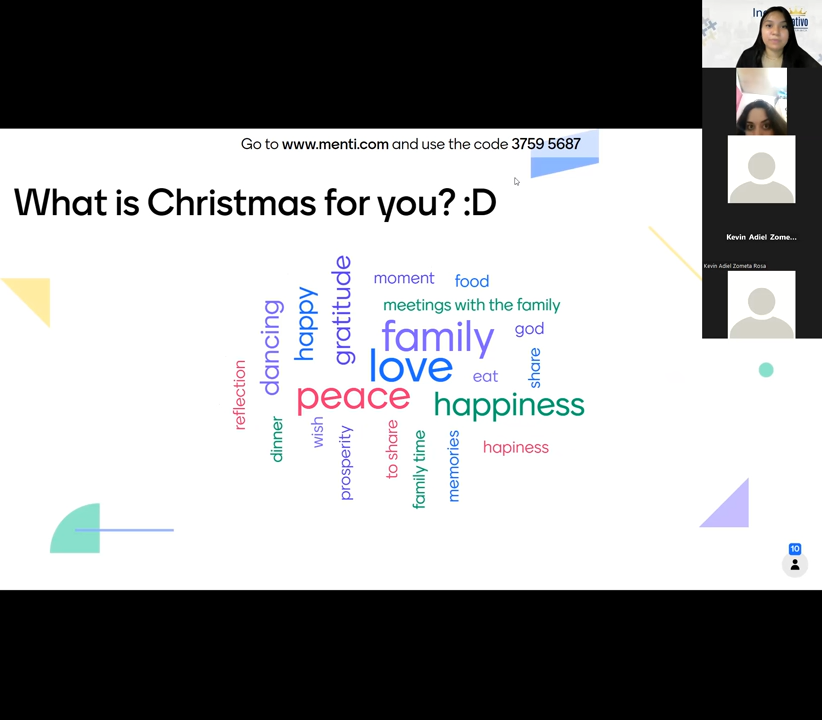 Go to www.menti.com and use the code 3759 5687
What is Christmas for you? :D
moment
food
meetings with the family
gratitude
happy
dancing
family
god
love
eat
share
reflection
peace
happiness
dinner
wish
prosperity
to share
family time
memories
hapiness
10
In
ativo
Kevin Adiel Zome...
Kevin Adiel Zometa Rosa